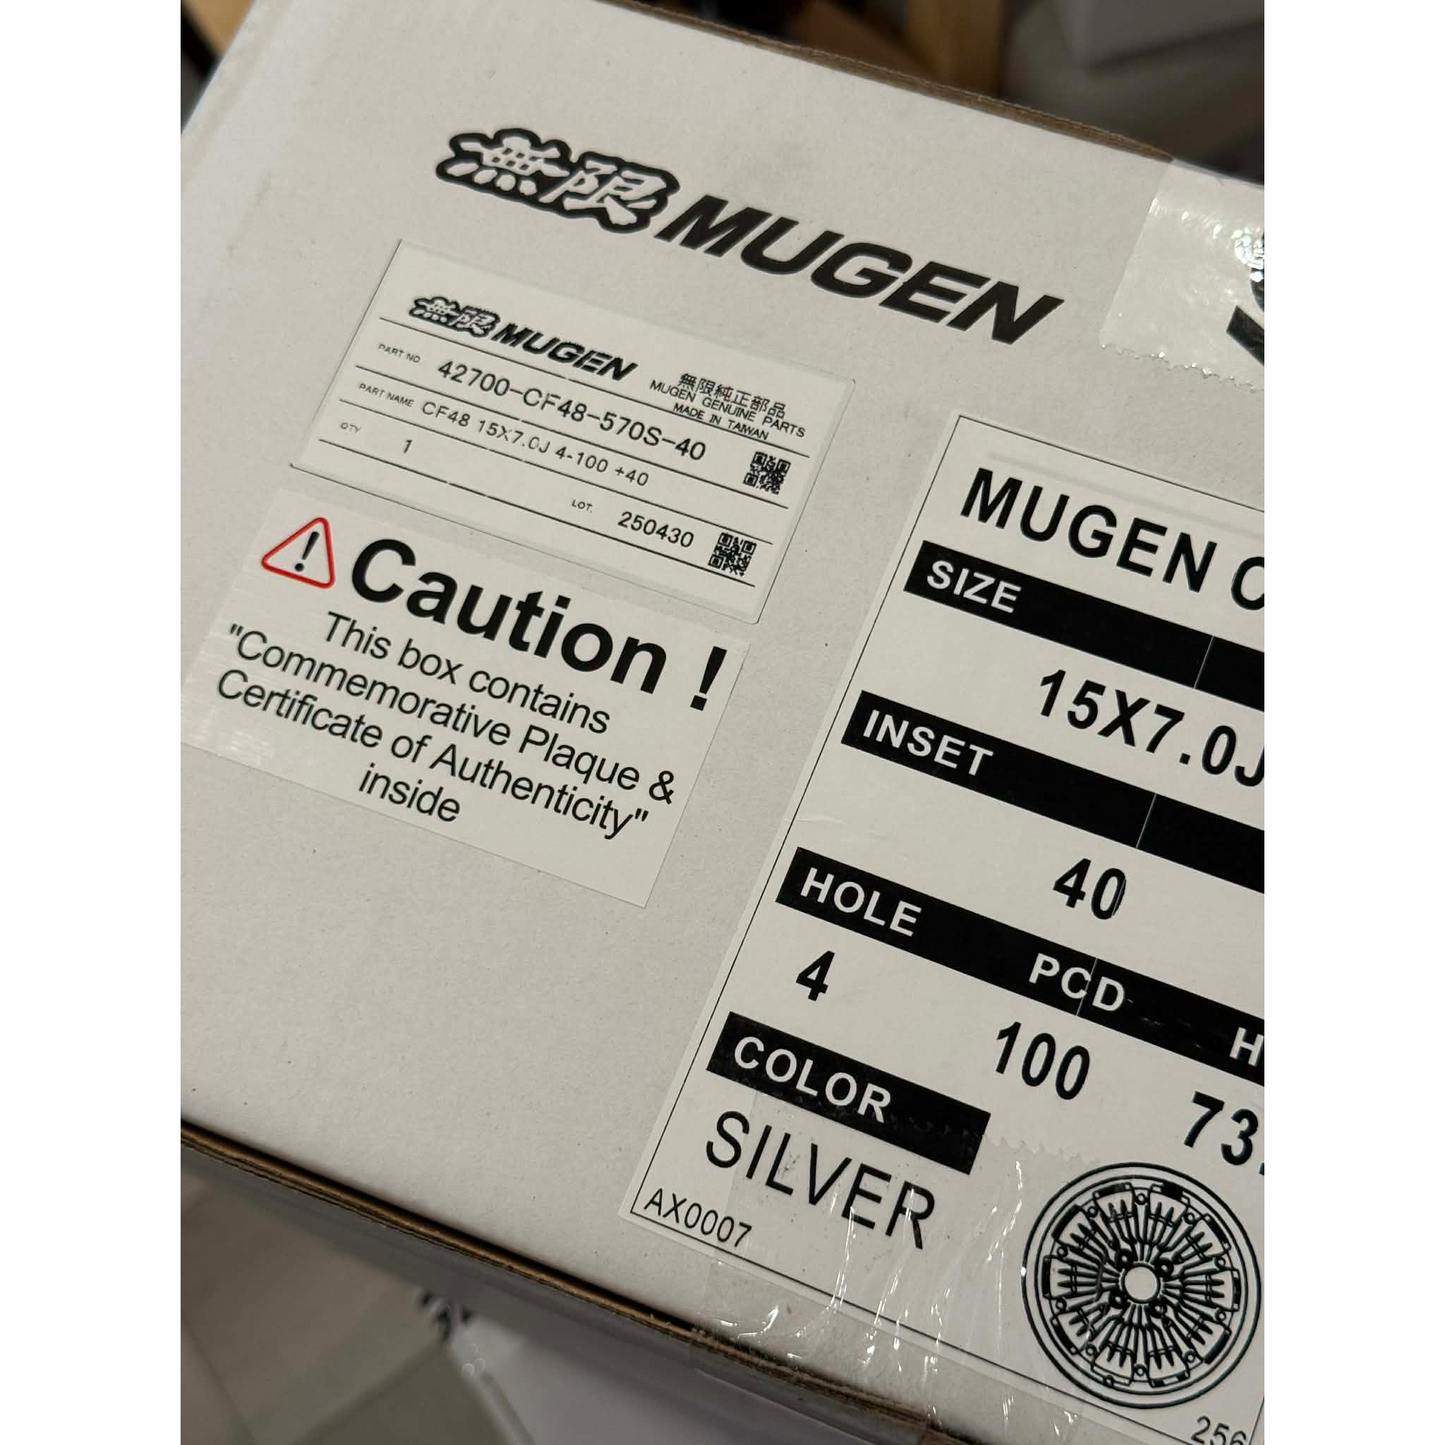 無限 MUGEN
無限 MUGEN
無限純正部品
MUGEN GENUINE PARTS
MADE IN TAIWAN
PART NO 42700-CF48-570S-40
PART NAME CF48 15X7.0J 4-100 +40
QTY 1
LOT. 250430
Caution !
This box contains
"Commemorative Plaque &
Certificate of Authenticity"
inside
MUGEN C
SIZE
15X7.0J
INSET
40
HOLE PCD H
4 100 73.
COLOR
SILVER
AX0007
256